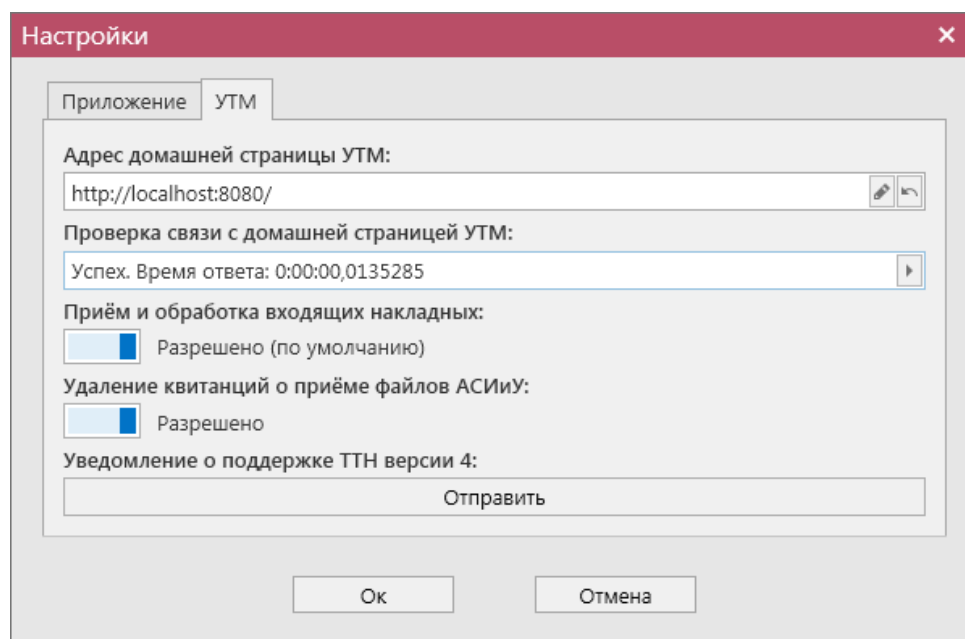 Настройки
Приложение УТМ
Адрес домашней страницы УТМ:
http://localhost:8080/
Проверка связи с домашней страницей УТМ:
Успех. Время ответа: 0:00:00,0135285
Приём и обработка входящих накладных:
Разрешено (по умолчанию)
Удаление квитанций о приёме файлов АСИиУ:
Разрешено
Уведомление о поддержке ТТН версии 4:
Отправить
Ок Отмена